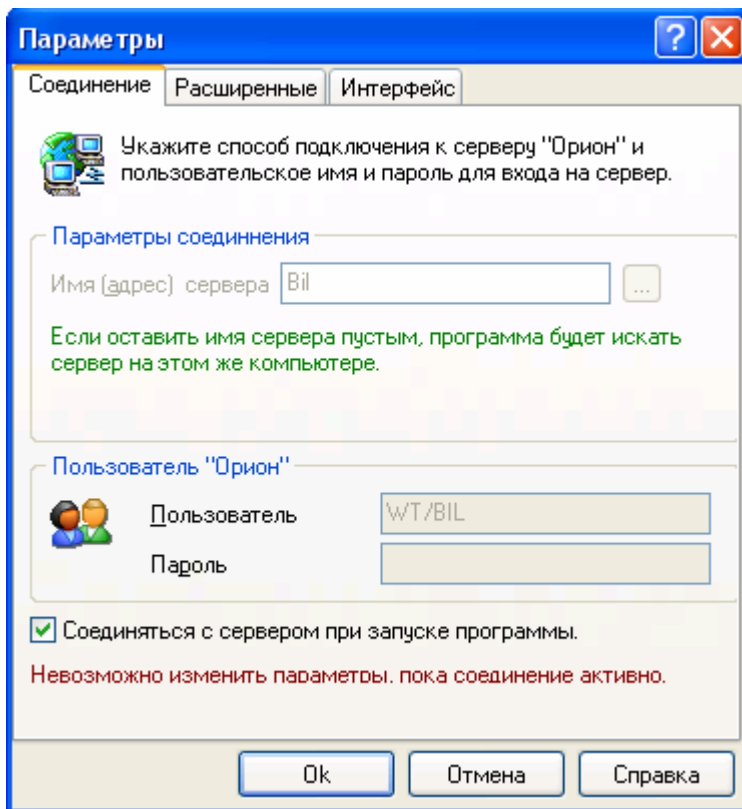 Параметры
Соединение Расширенные Интерфейс
Укажите способ подключения к серверу "Орион" и
пользовательское имя и пароль для входа на сервер.
Параметры соединнения
Имя (адрес) сервера Bil ...
Если оставить имя сервера пустым, программа будет искать
сервер на этом же компьютере.
Пользователь "Орион"
Пользователь WT/BIL
Пароль
Соединяться с сервером при запуске программы.
Невозможно изменить параметры, пока соединение активно.
Ok Отмена Справка